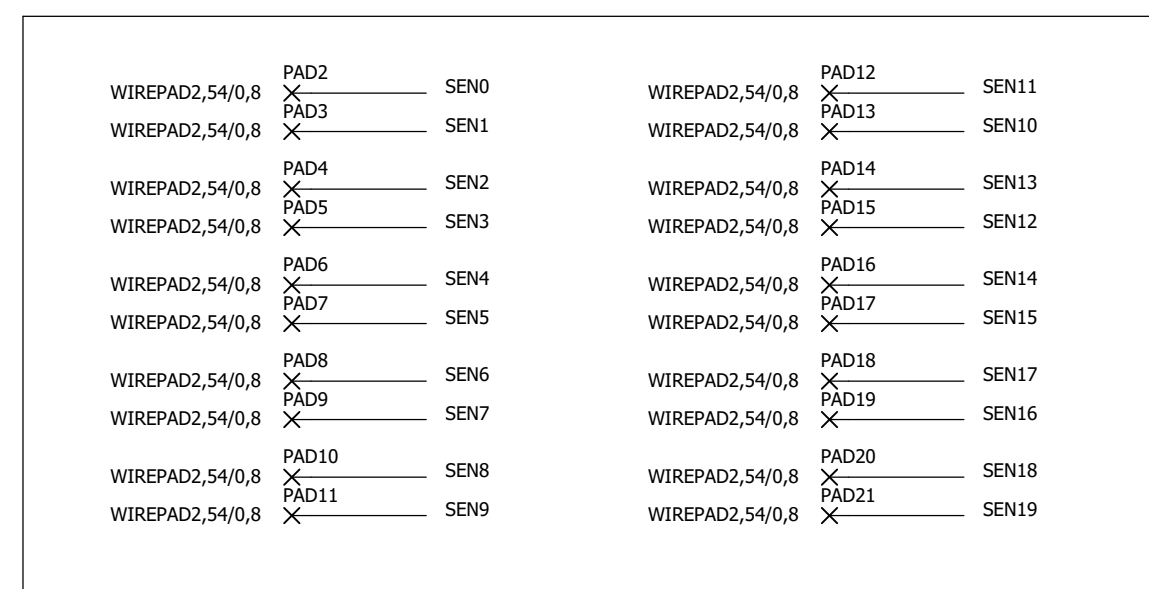 PAD2
WIREPAD2,54/0,8 SEN0
PAD3
WIREPAD2,54/0,8 SEN1
PAD4
WIREPAD2,54/0,8 SEN2
PAD5
WIREPAD2,54/0,8 SEN3
PAD6
WIREPAD2,54/0,8 SEN4
PAD7
WIREPAD2,54/0,8 SEN5
PAD8
WIREPAD2,54/0,8 SEN6
PAD9
WIREPAD2,54/0,8 SEN7
PAD10
WIREPAD2,54/0,8 SEN8
PAD11
WIREPAD2,54/0,8 SEN9
PAD12
WIREPAD2,54/0,8 SEN11
PAD13
WIREPAD2,54/0,8 SEN10
PAD14
WIREPAD2,54/0,8 SEN13
PAD15
WIREPAD2,54/0,8 SEN12
PAD16
WIREPAD2,54/0,8 SEN14
PAD17
WIREPAD2,54/0,8 SEN15
PAD18
WIREPAD2,54/0,8 SEN17
PAD19
WIREPAD2,54/0,8 SEN16
PAD20
WIREPAD2,54/0,8 SEN18
PAD21
WIREPAD2,54/0,8 SEN19